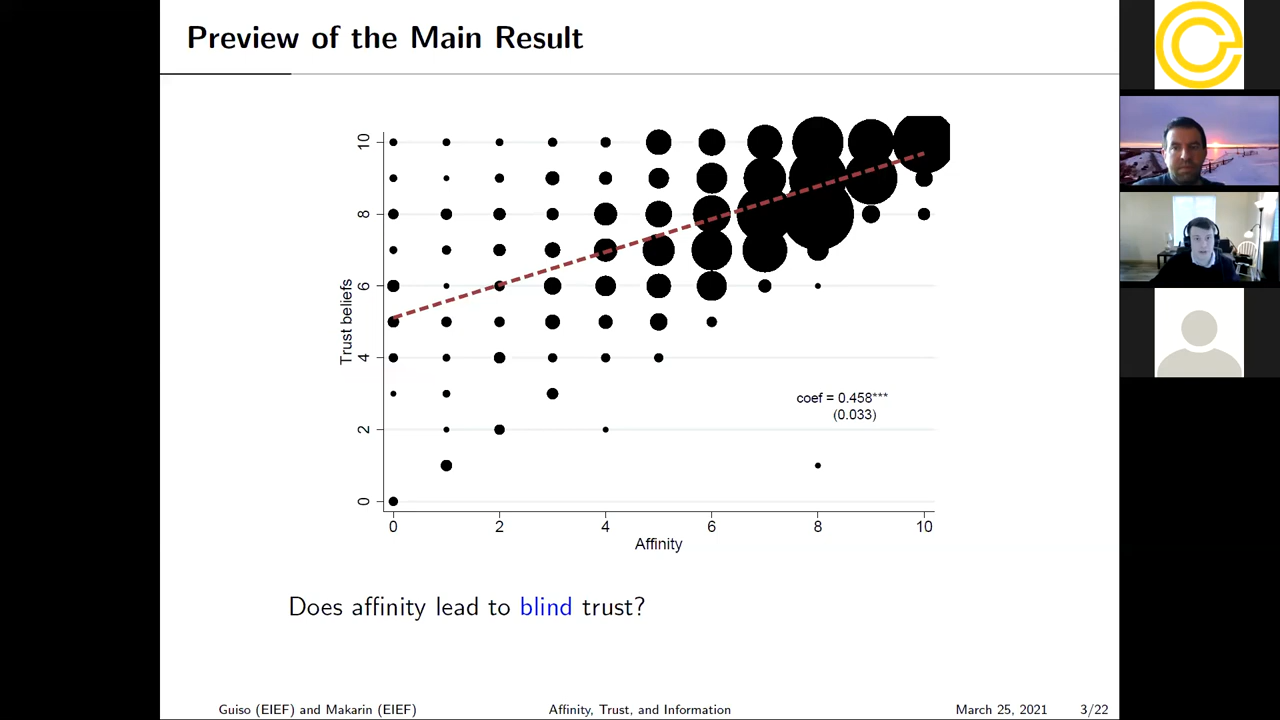 Preview of the Main Result
10
8
6
4
2
0
Trust beliefs
coef = 0.458***
(0.033)
0 2 4 6 8 10
Affinity
Does affinity lead to blind trust?
Guiso (EIEF) and Makarin (EIEF) Affinity, Trust, and Information March 25, 2021 3/22